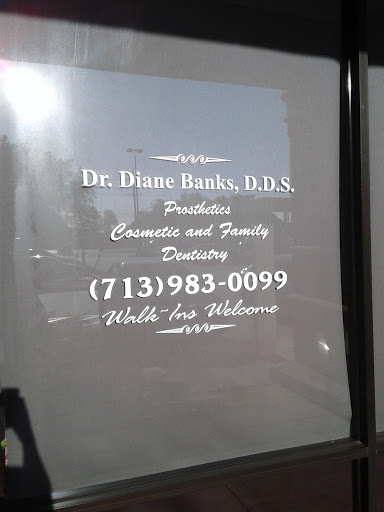 Dr. Diane Banks, D.D.S.
Prosthetics
Cosmetic and Family
Dentistry
(713)983-0099
Walk-Ins Welcome